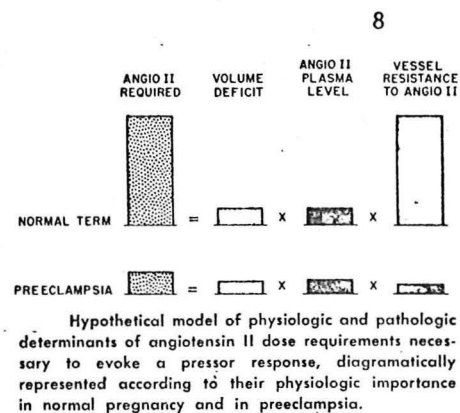 8
ANGIO II REQUIRED
VOLUME DEFICIT
ANGIO II PLASMA LEVEL
VESSEL RESISTANCE TO ANGIO II
NORMAL TERM = X X
PREECLAMPSIA = X X
Hypothetical model of physiologic and pathologic
determinants of angiotensin II dose requirements neces-
sary to evoke a pressor response, diagramatically
represented according to their physiologic importance
in normal pregnancy and in preeclampsia.